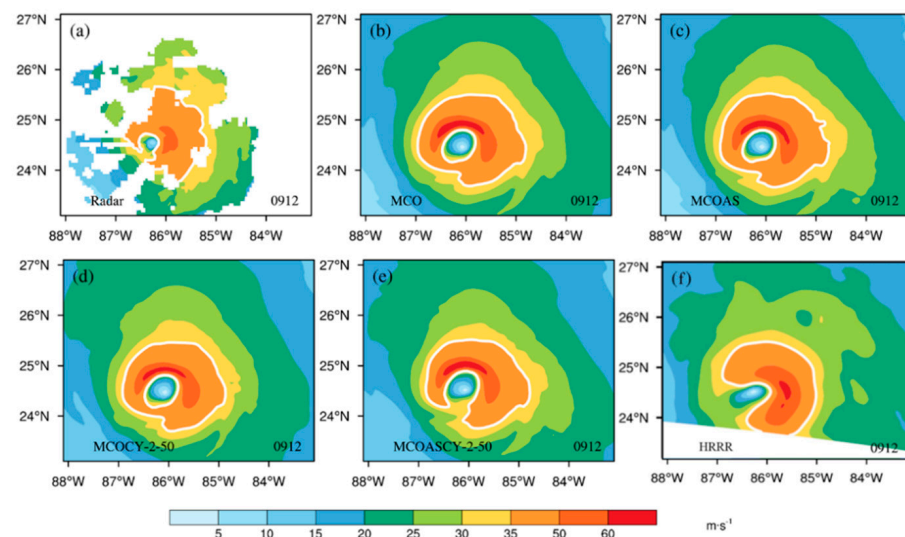 (a)
27°N
26°N
25°N
24°N
Radar 0912
88°W 87°W 86°W 85°W 84°W
(b)
27°N
26°N
25°N
24°N
MCO 0912
88°W 87°W 86°W 85°W 84°W
(c)
27°N
26°N
25°N
24°N
MCOAS 0912
88°W 87°W 86°W 85°W 84°W
(d)
27°N
26°N
25°N
24°N
MCOCY-2-50 0912
88°W 87°W 86°W 85°W 84°W
(e)
27°N
26°N
25°N
24°N
MCOASCY-2-50 0912
88°W 87°W 86°W 85°W 84°W
(f)
27°N
26°N
25°N
24°N
HRRR 0912
88°W 87°W 86°W 85°W 84°W
5 10 15 20 25 30 35 50 60 m·s⁻¹